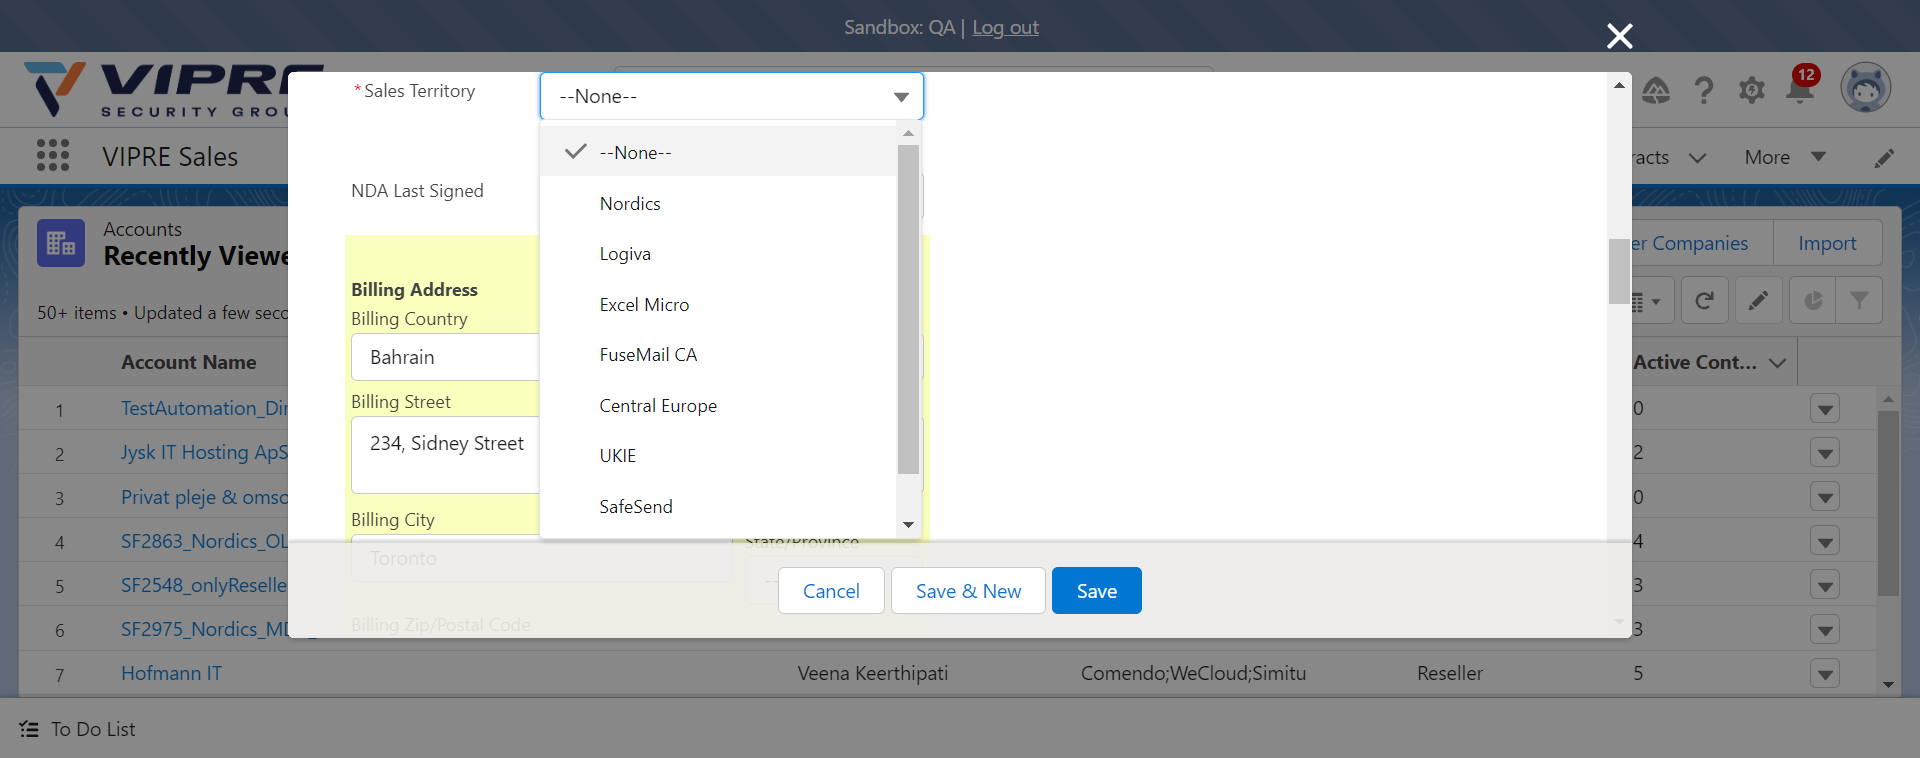 Sandbox: QA | Log out
VIPRE
SECURITY GROU
12
VIPRE Sales
racts
More
Accounts
Recently Viewe
er Companies
Import
50+ items • Updated a few seco
Account Name
Active Cont...
1 TestAutomation_Dir 0
2 Jysk IT Hosting ApS 2
3 Privat pleje & omso 0
4 SF2863_Nordics_OL 4
5 SF2548_onlyReselle 3
6 SF2975_Nordics_MD_ 3
7 Hofmann IT Veena Keerthipati Comendo;WeCloud;Simitu Reseller 5
*Sales Territory
--None--
--None--
Nordics
Logiva
Excel Micro
FuseMail CA
Central Europe
UKIE
SafeSend
NDA Last Signed
Billing Address
Billing Country
Bahrain
Billing Street
234, Sidney Street
Billing City
Toronto
State/Province
--
Billing Zip/Postal Code
Cancel
Save & New
Save
To Do List